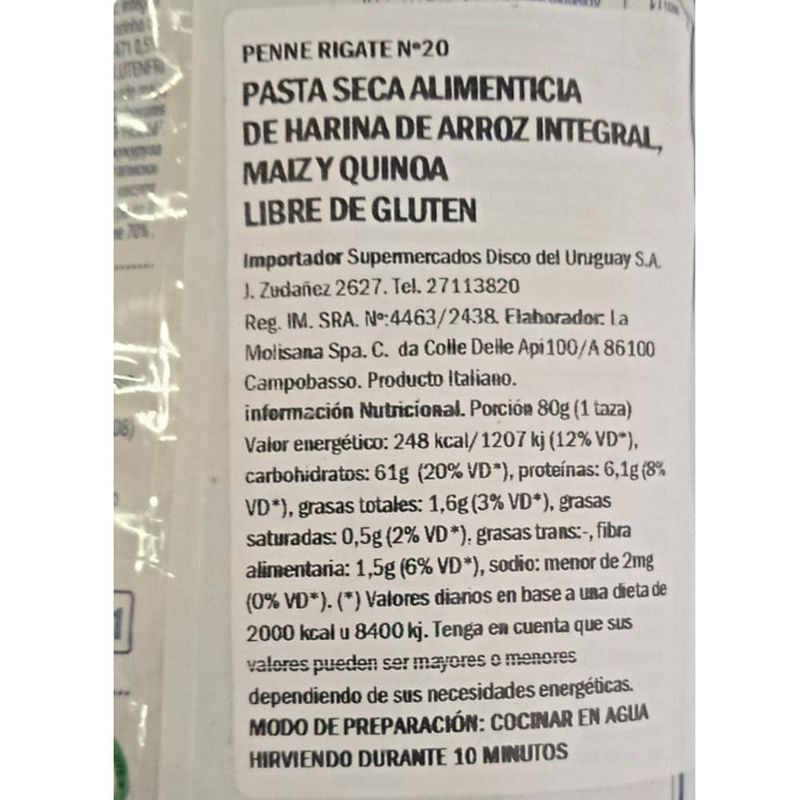 PENNE RIGATE Nº20
PASTA SECA ALIMENTICIA
DE HARINA DE ARROZ INTEGRAL,
MAIZ Y QUINOA
LIBRE DE GLUTEN
Importador Supermercados Disco del Uruguay S.A.
J. Zudañez 2627. Tel. 27113820
Reg. IM. SRA. Nº:4463/2438. Elaborador: La
Molisana Spa. C. da Colle Delle Api 100/A 86100
Campobasso. Producto Italiano.
información Nutricional. Porción 80g (1 taza)
Valor energético: 248 kcal/ 1207 kj (12% VD*),
carbohidratos: 61g (20% VD*), proteínas: 6,1g (8%
VD*), grasas totales: 1,6g (3% VD*), grasas
saturadas: 0,5g (2% VD*), grasas trans:-, fibra
alimentaria: 1,5g (6% VD*), sodio: menor de 2mg
(0% VD*). (*) Valores diarios en base a una dieta de
2000 kcal u 8400 kj. Tenga en cuenta que sus
valores pueden ser mayores o menores
dependiendo de sus necesidades energéticas.
MODO DE PREPARACIÓN: COCINAR EN AGUA
HIRVIENDO DURANTE 10 MINUTOS